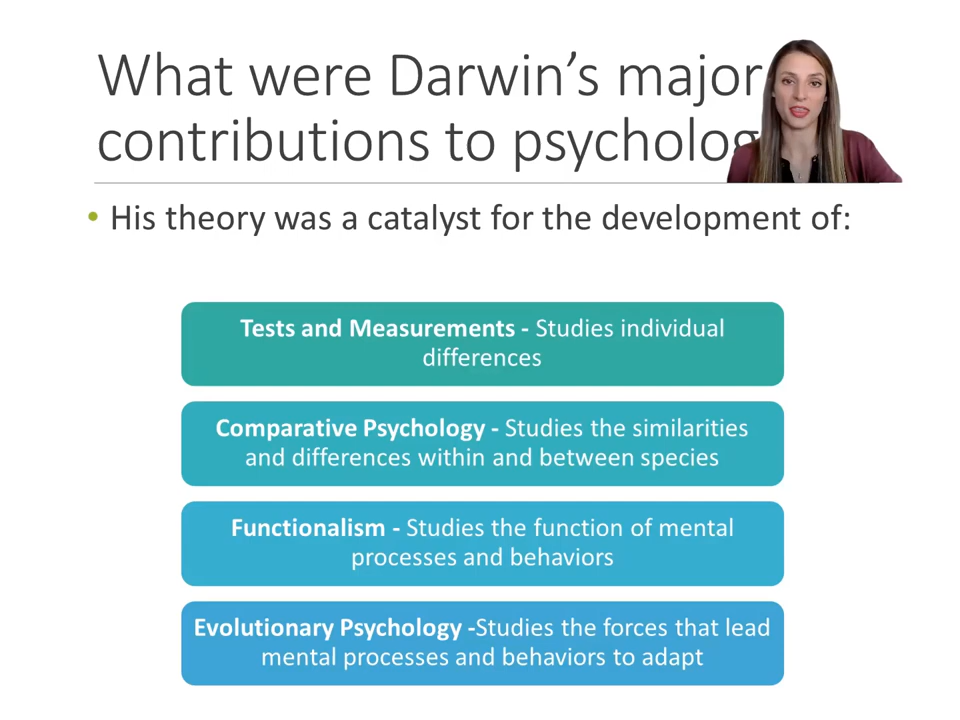 What were Darwin's major
contributions to psycholog
• His theory was a catalyst for the development of:
Tests and Measurements - Studies individual
differences
Comparative Psychology - Studies the similarities
and differences within and between species
Functionalism - Studies the function of mental
processes and behaviors
Evolutionary Psychology -Studies the forces that lead
mental processes and behaviors to adapt